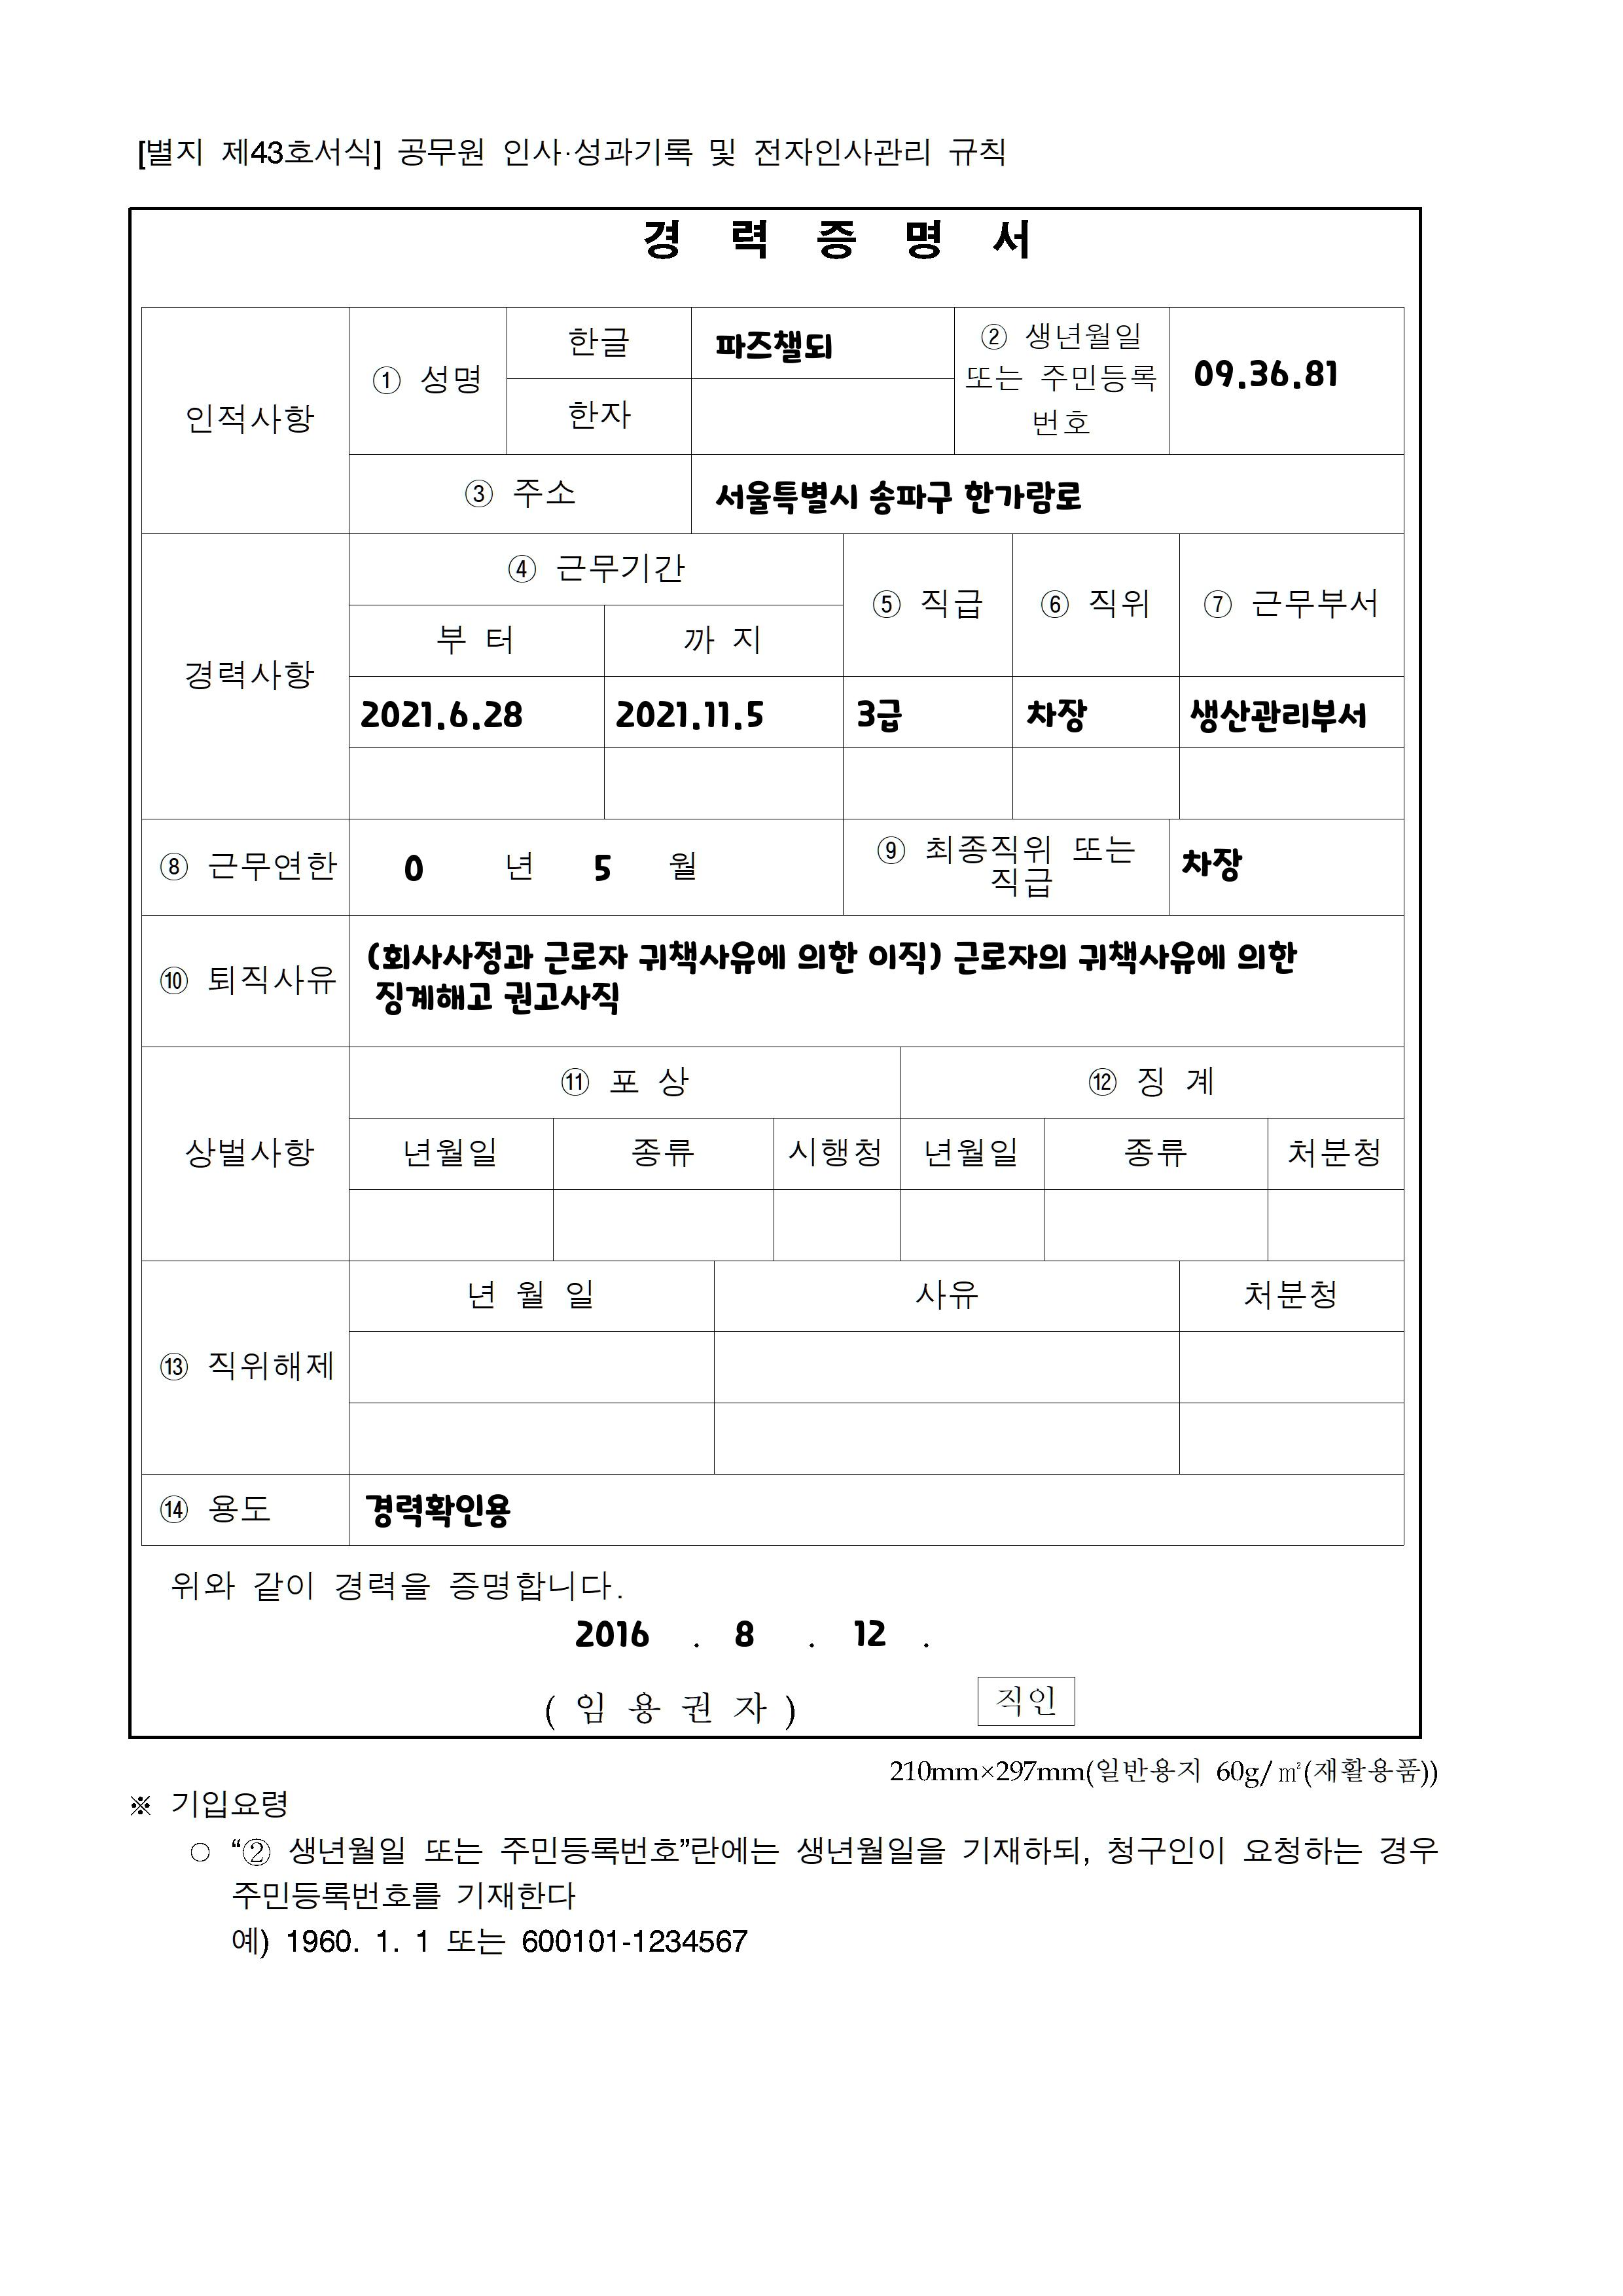 [별지 제43호서식] 공무원 인사·성과기록 및 전자인사관리 규칙
경 력 증 명 서
인적사항
① 성명
한글
파즈챌되
② 생년월일
또는 주민등록
번호
09.36.81
한자
③ 주소
서울특별시 송파구 한가람로
경력사항
④ 근무기간
⑤ 직급
⑥ 직위
⑦ 근무부서
부 터
까 지
2021.6.28
2021.11.5
3급
차장
생산관리부서
⑧ 근무연한
0 년 5 월
⑨ 최종직위 또는
직급
차장
⑩ 퇴직사유
(회사사정과 근로자 귀책사유에 의한 이직) 근로자의 귀책사유에 의한
징계해고 권고사직
상벌사항
⑪ 포 상
⑫ 징 계
년월일
종류
시행청
년월일
종류
처분청
⑬ 직위해제
년 월 일
사유
처분청
⑭ 용도
경력확인용
위와 같이 경력을 증명합니다.
2016 . 8 . 12 .
( 임 용 권 자 )
직인
210mm×297mm(일반용지 60g/㎡(재활용품))
※ 기입요령
○ “② 생년월일 또는 주민등록번호”란에는 생년월일을 기재하되, 청구인이 요청하는 경우
주민등록번호를 기재한다
예) 1960. 1. 1 또는 600101-1234567